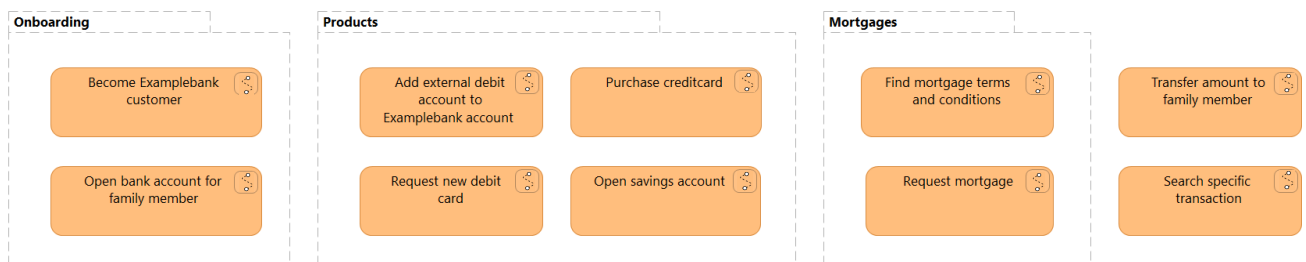 Onboarding
Become Examplebank
customer
Open bank account for
family member
Products
Add external debit
account to
Examplebank account
Purchase creditcard
Request new debit
card
Open savings account
Mortgages
Find mortgage terms
and conditions
Request mortgage
Transfer amount to
family member
Search specific
transaction